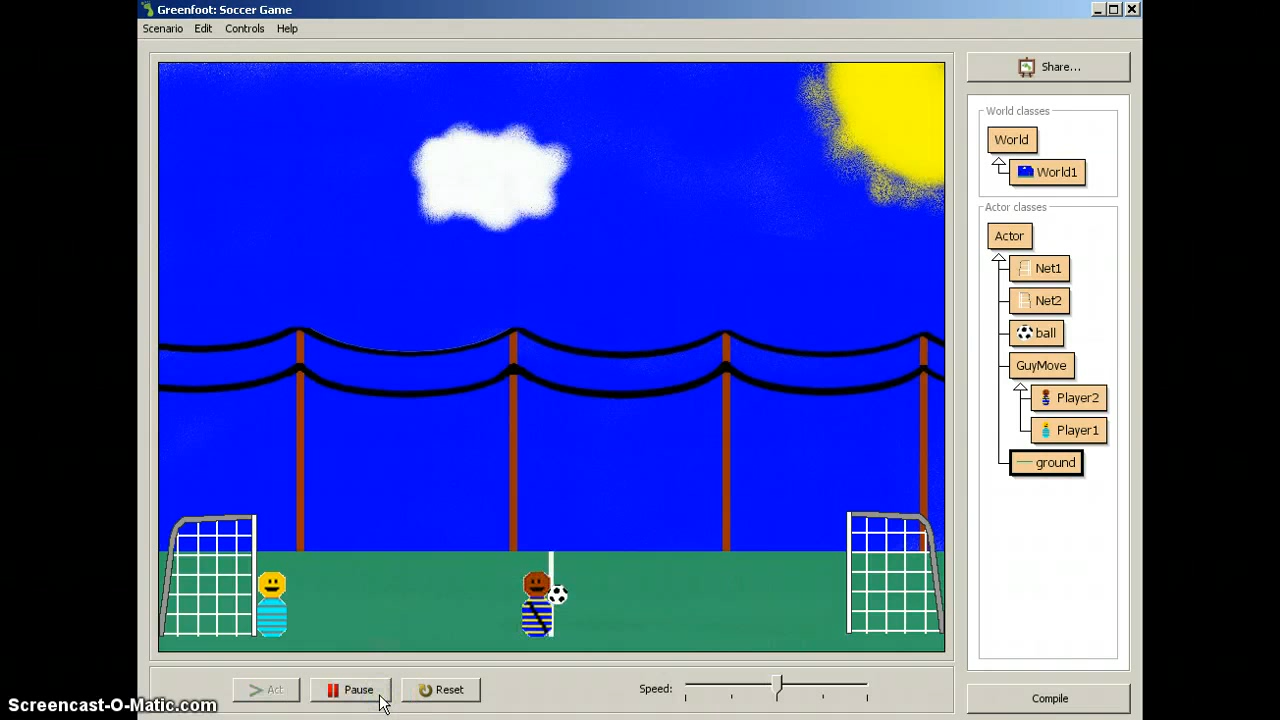 Greenfoot: Soccer Game
Scenario Edit Controls Help
Share...
World classes
World
World1
Actor classes
Actor
Net1
Net2
ball
GuyMove
Player2
Player1
ground
Act Pause Reset Speed:
Compile
Screencast-O-Matic.com